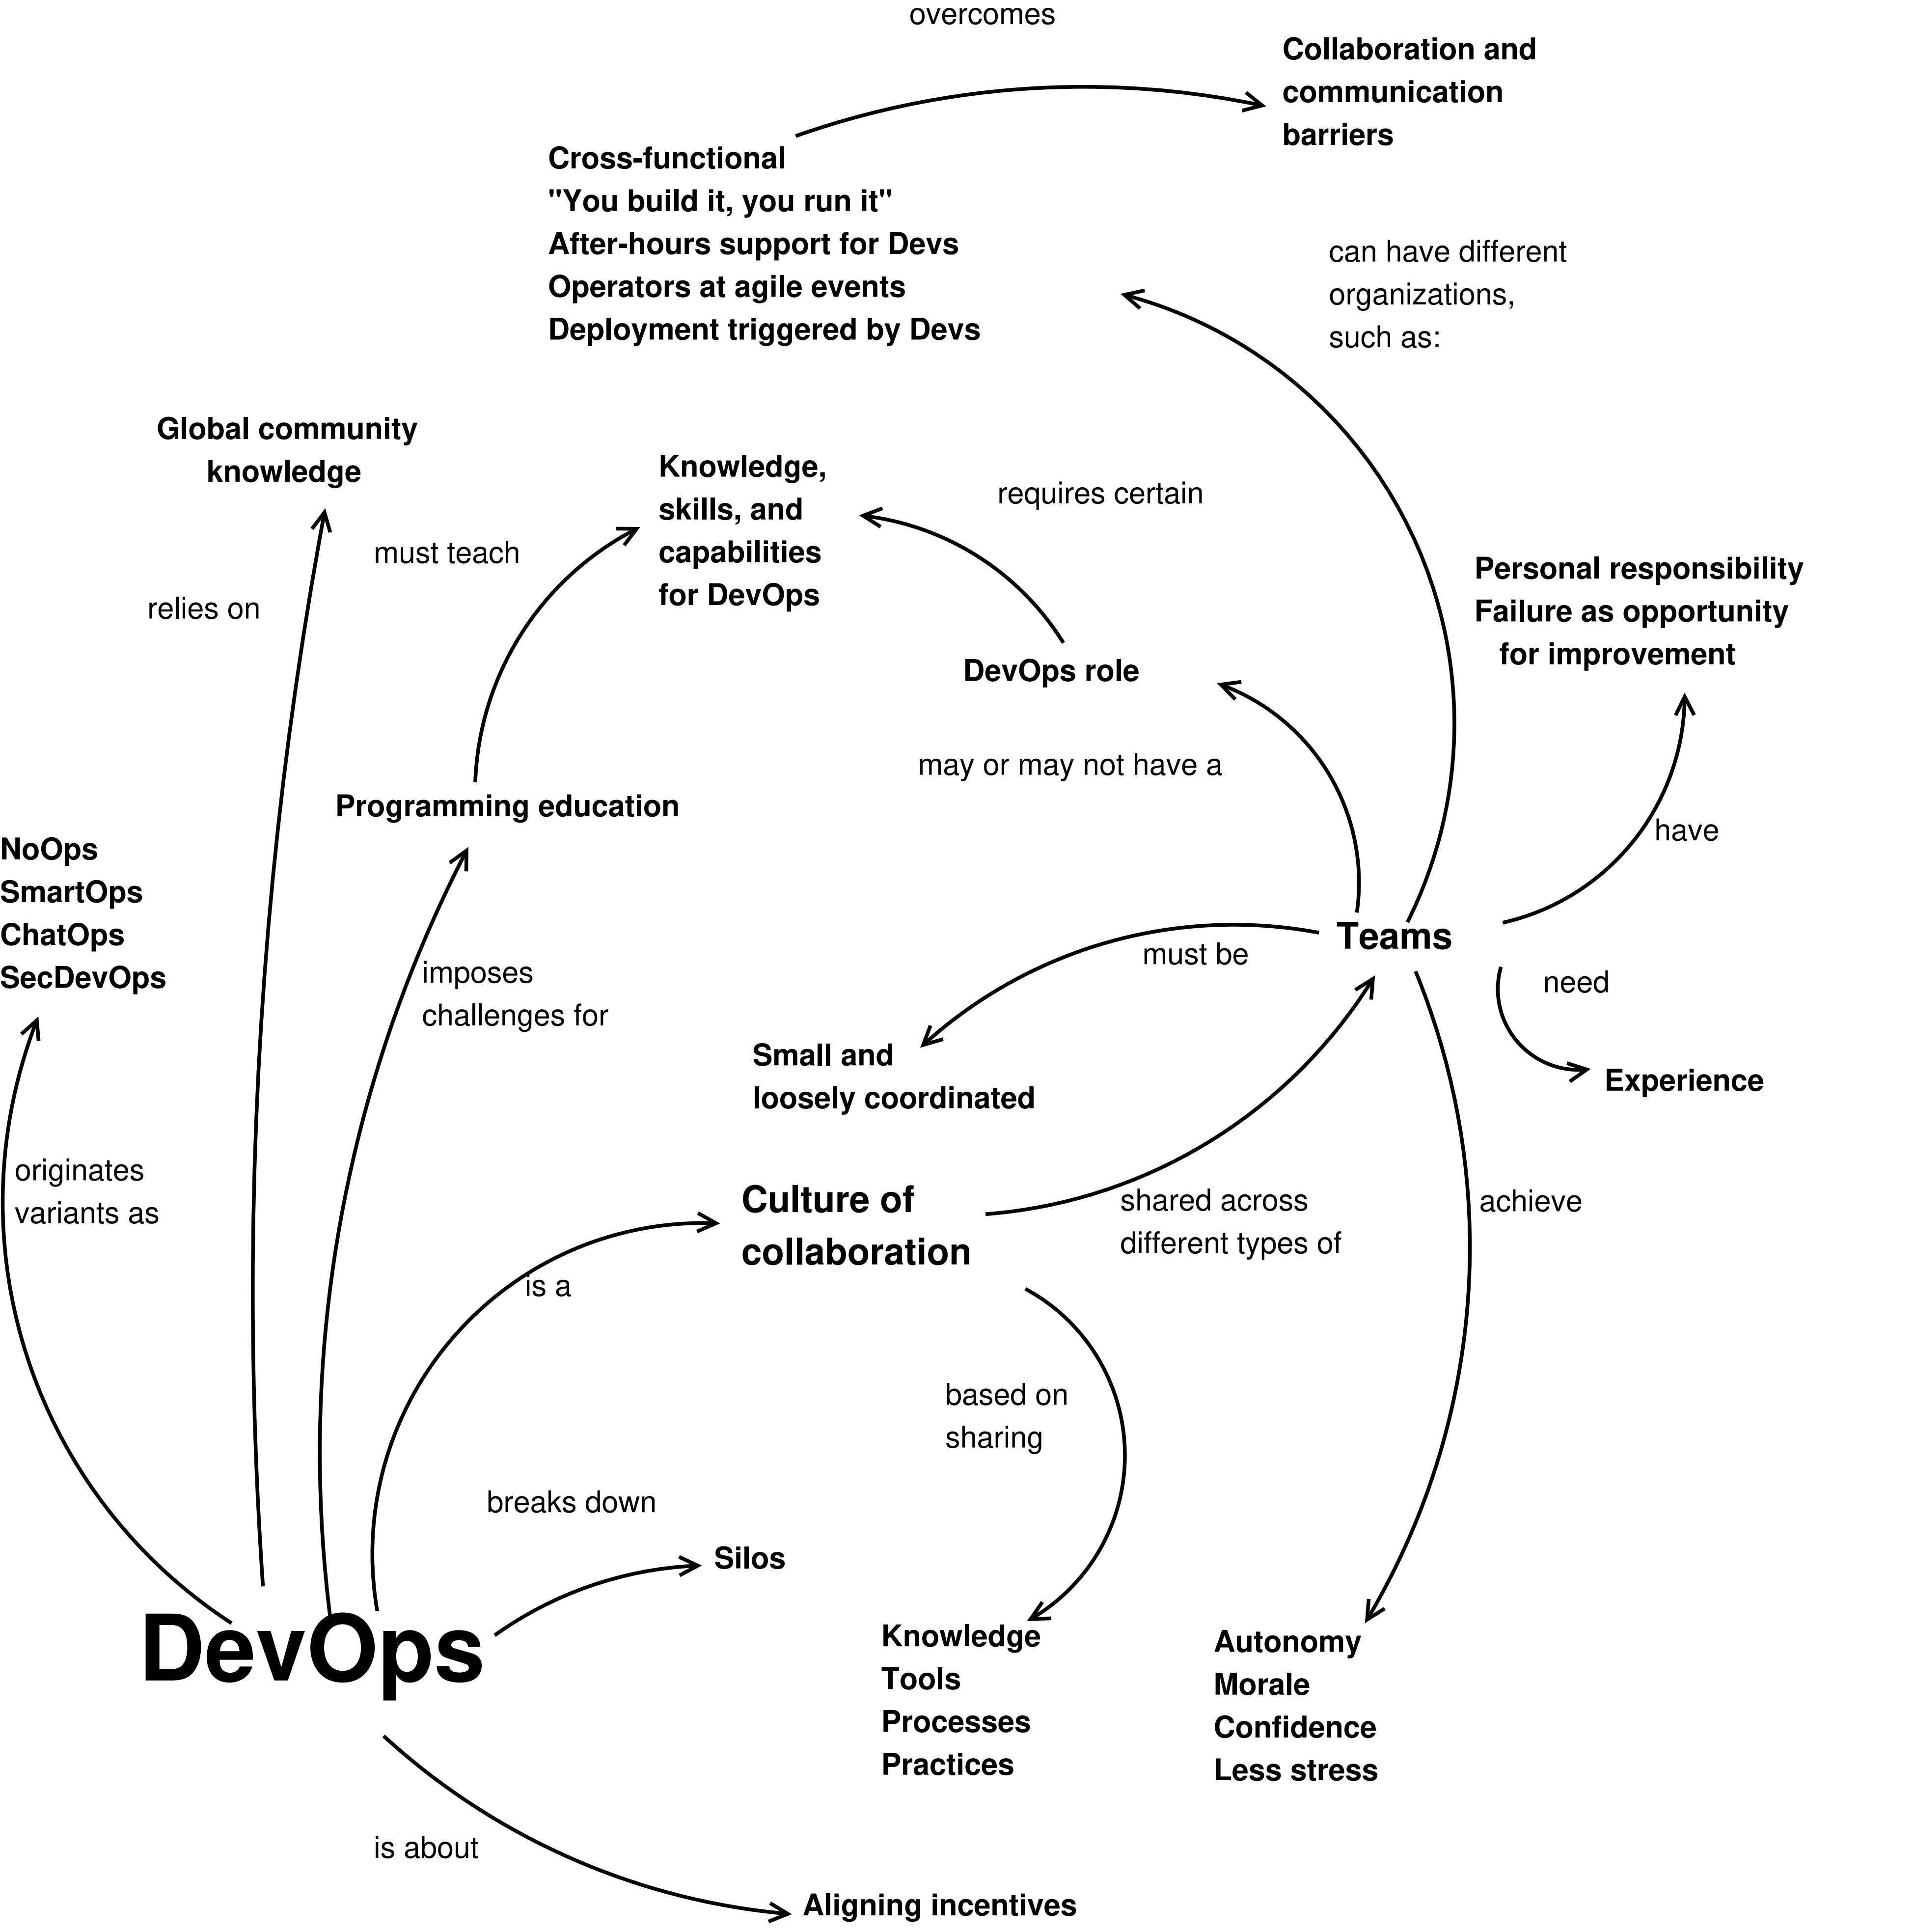 overcomes
Collaboration and
communication
barriers
Cross-functional
"You build it, you run it"
After-hours support for Devs
Operators at agile events
Deployment triggered by Devs
can have different
organizations,
such as:
Global community
knowledge
Knowledge,
skills, and
capabilities
for DevOps
requires certain
must teach
relies on
Personal responsibility
Failure as opportunity
for improvement
DevOps role
may or may not have a
Programming education
have
NoOps
SmartOps
ChatOps
SecDevOps
Teams
must be
need
imposes
challenges for
Small and
loosely coordinated
Experience
originates
variants as
Culture of
collaboration
shared across
different types of
achieve
is a
based on
sharing
breaks down
Silos
DevOps
Knowledge
Tools
Processes
Practices
Autonomy
Morale
Confidence
Less stress
is about
Aligning incentives